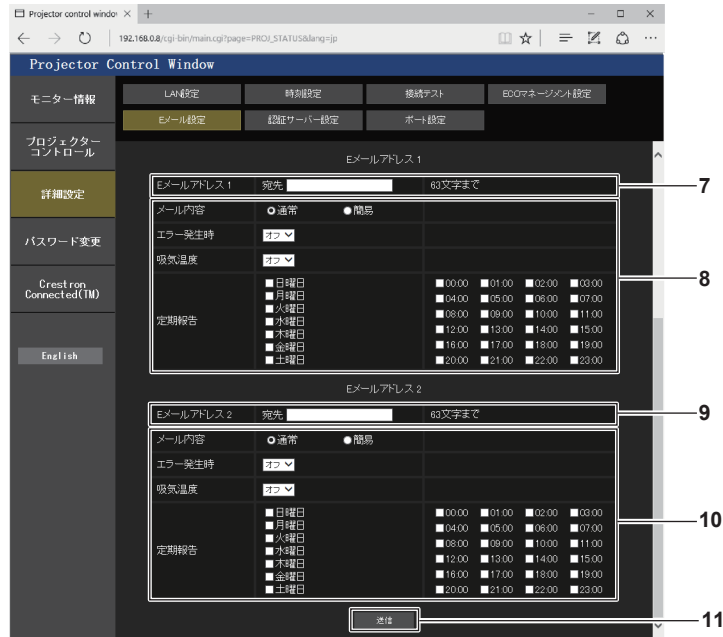 Projector control windov
192.168.0.8/cgi-bin/main.cgi?page=PROJ_STATUS&lang=jp
Projector Control Window
モニター情報
プロジェクター
コントロール
詳細設定
パスワード変更
Crestron
Connected(TM)
English
LAN設定 時刻設定 接続テスト ECOマネージメント設定
Eメール設定 認証サーバー設定 ポート設定
Eメールアドレス 1
Eメールアドレス 1 宛先 63文字まで 7
メール内容 通常 簡易
エラー発生時 オフ
吸気温度 オフ
8
定期報告
日曜日
月曜日
火曜日
水曜日
木曜日
金曜日
土曜日
00:00 01:00 02:00 03:00
04:00 05:00 06:00 07:00
08:00 09:00 10:00 11:00
12:00 13:00 14:00 15:00
16:00 17:00 18:00 19:00
20:00 21:00 22:00 23:00
Eメールアドレス 2
Eメールアドレス 2 宛先 63文字まで 9
メール内容 通常 簡易
エラー発生時 オフ
吸気温度 オフ
10
定期報告
日曜日
月曜日
火曜日
水曜日
木曜日
金曜日
土曜日
00:00 01:00 02:00 03:00
04:00 05:00 06:00 07:00
08:00 09:00 10:00 11:00
12:00 13:00 14:00 15:00
16:00 17:00 18:00 19:00
20:00 21:00 22:00 23:00
送信 11